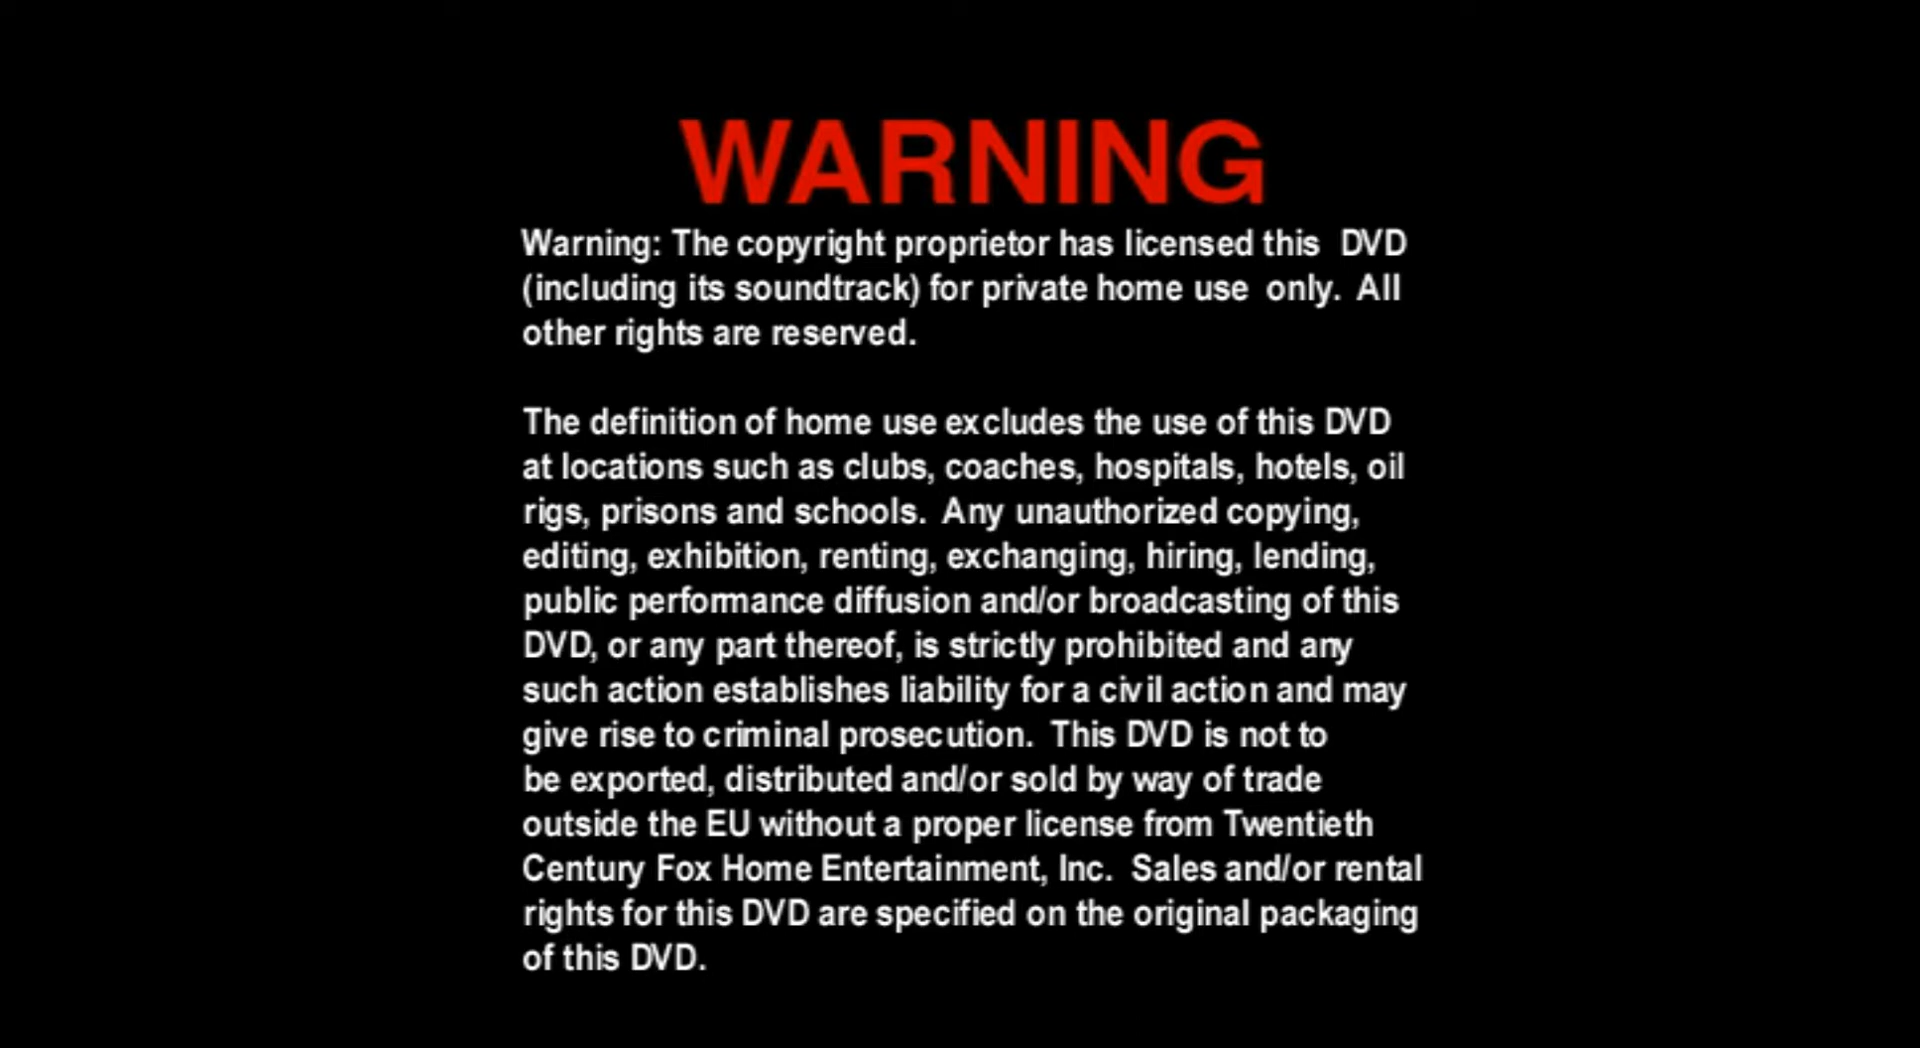 WARNING
Warning: The copyright proprietor has licensed this DVD
(including its soundtrack) for private home use only. All
other rights are reserved.
The definition of home use excludes the use of this DVD
at locations such as clubs, coaches, hospitals, hotels, oil
rigs, prisons and schools. Any unauthorized copying,
editing, exhibition, renting, exchanging, hiring, lending,
public performance diffusion and/or broadcasting of this
DVD, or any part thereof, is strictly prohibited and any
such action establishes liability for a civil action and may
give rise to criminal prosecution. This DVD is not to
be exported, distributed and/or sold by way of trade
outside the EU without a proper license from Twentieth
Century Fox Home Entertainment, Inc. Sales and/or rental
rights for this DVD are specified on the original packaging
of this DVD.